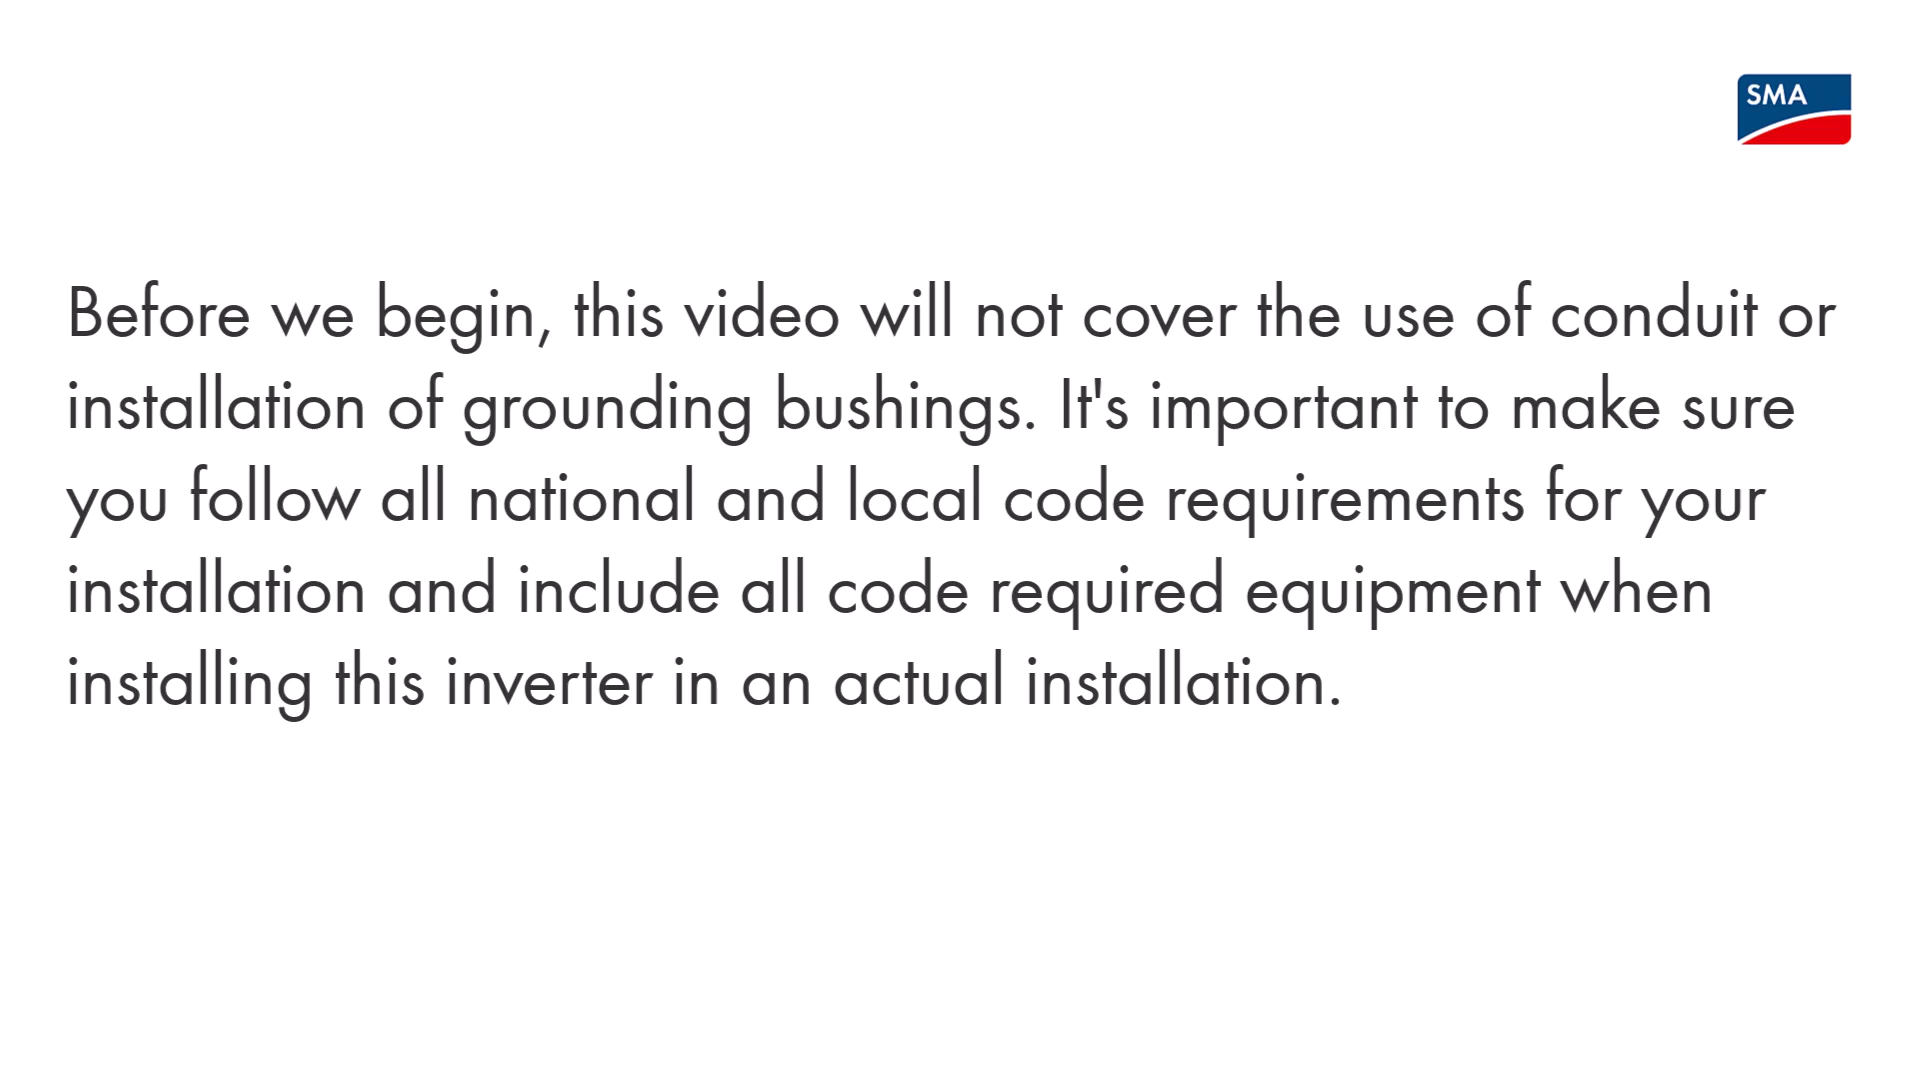 SMA
Before we begin, this video will not cover the use of conduit or
installation of grounding bushings. It's important to make sure
you follow all national and local code requirements for your
installation and include all code required equipment when
installing this inverter in an actual installation.